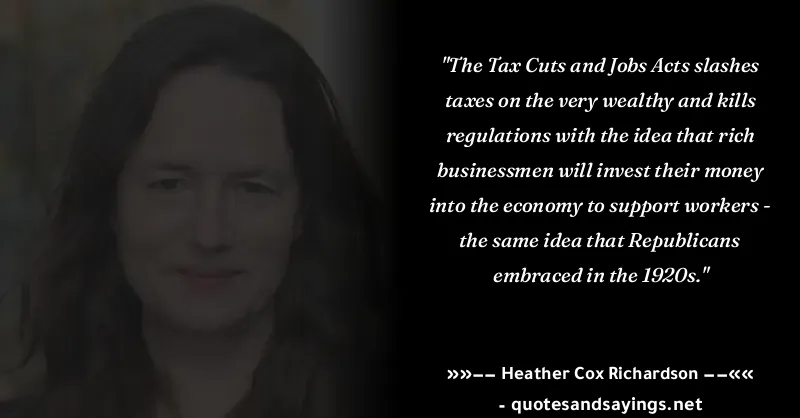 "The Tax Cuts and Jobs Acts slashes
taxes on the very wealthy and kills
regulations with the idea that rich
businessmen will invest their money
into the economy to support workers -
the same idea that Republicans
embraced in the 1920s."
»»–– Heather Cox Richardson ––««
- quotesandsayings.net